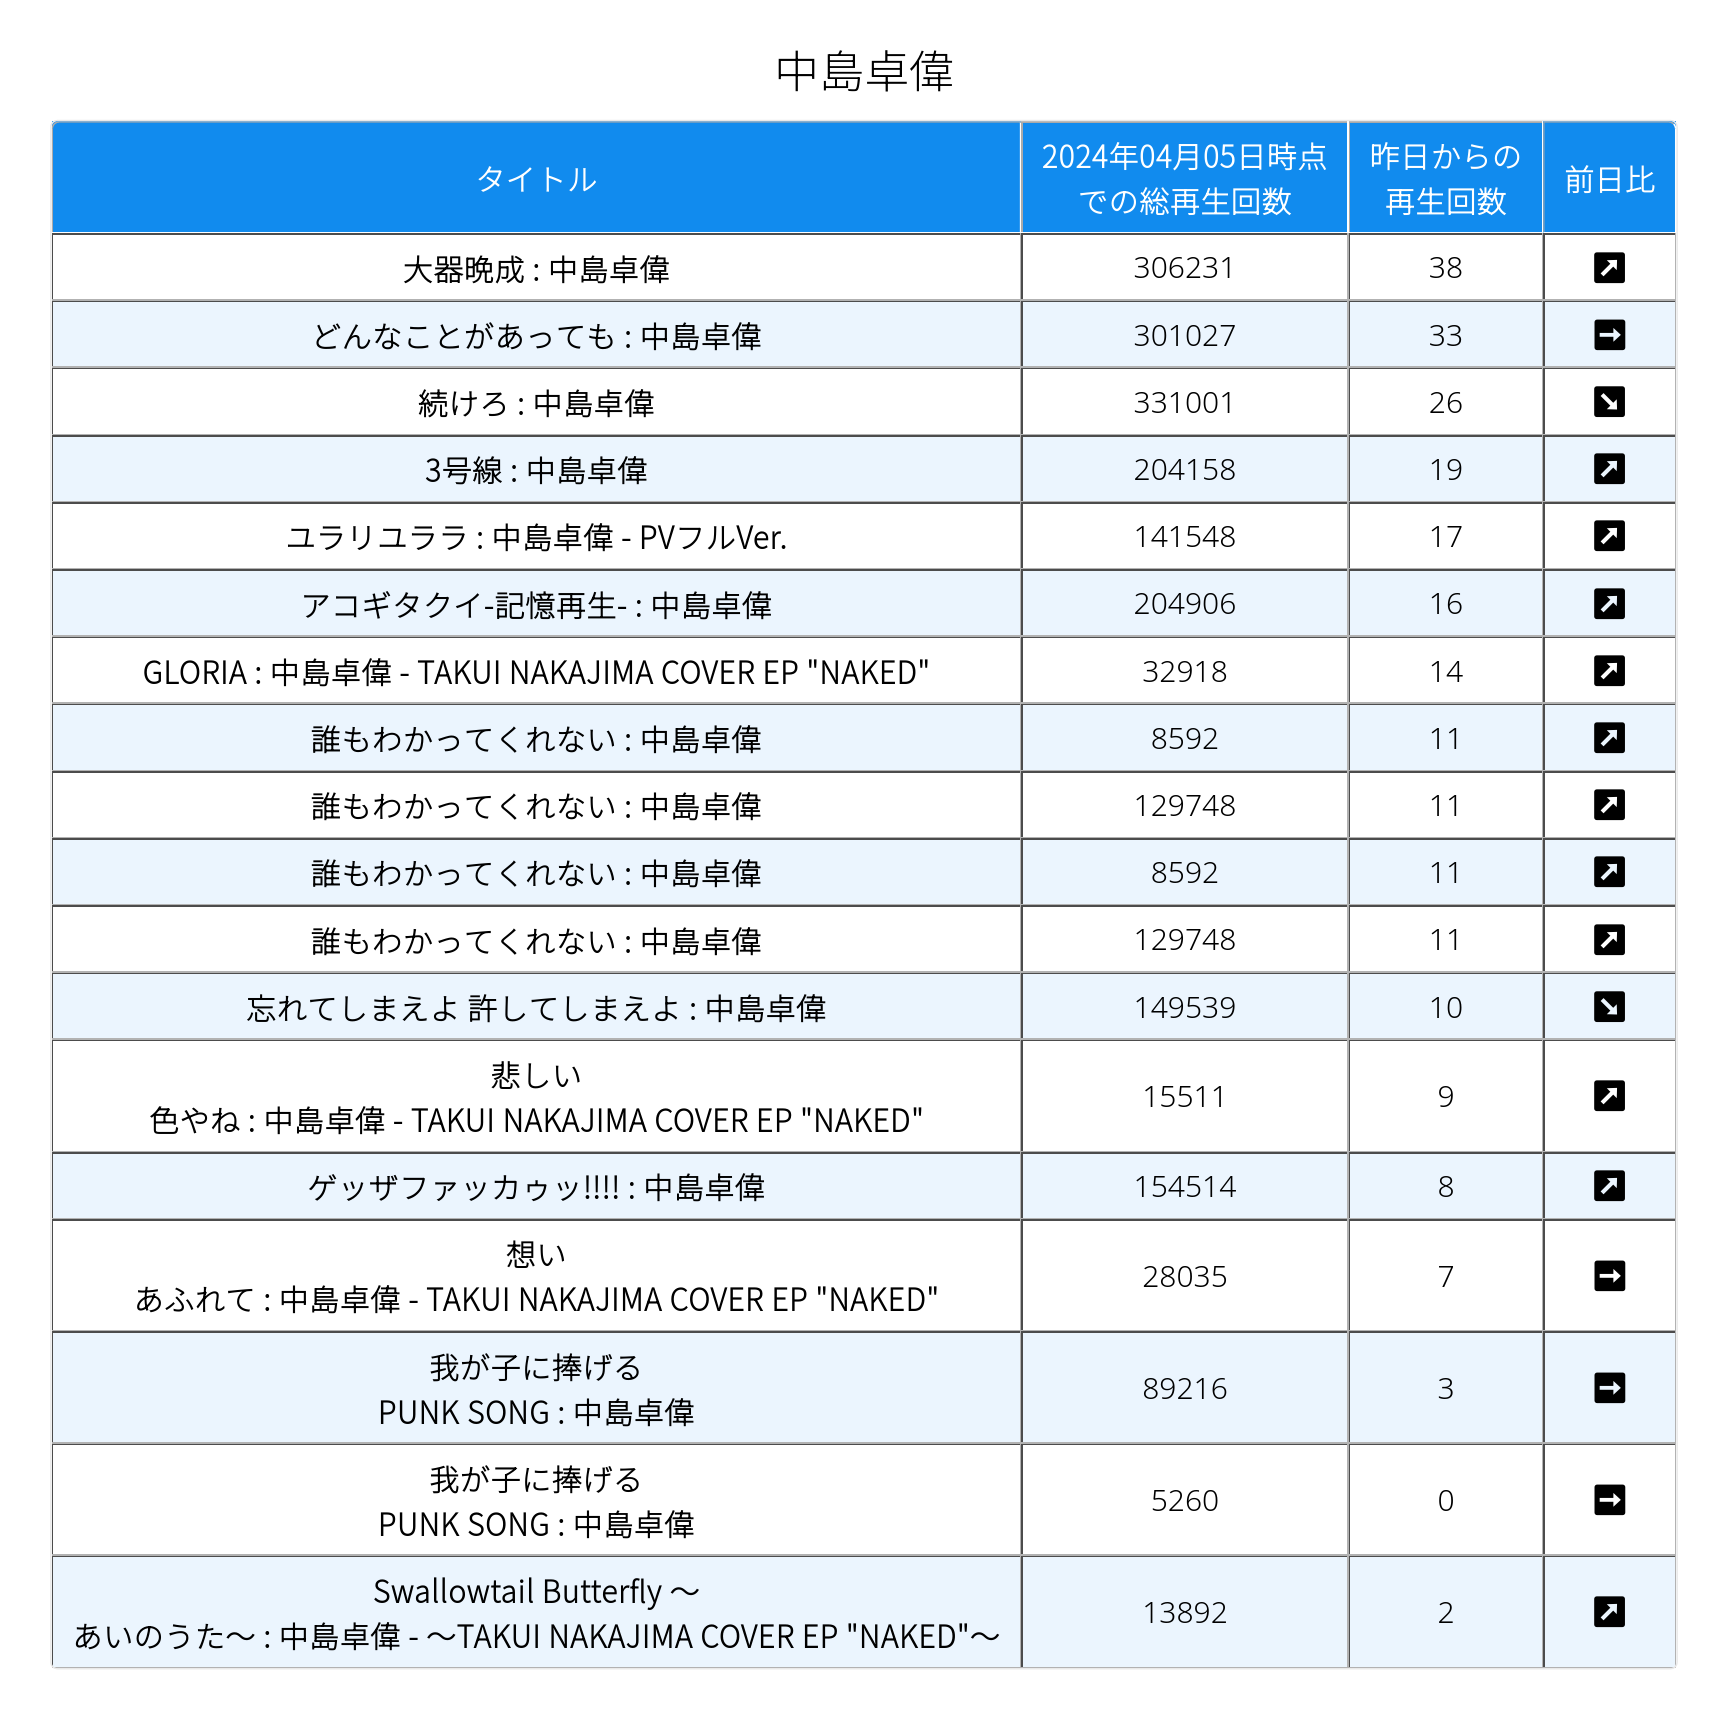 中島卓偉
タイトル
2024年04月05日時点
での総再生回数
昨日からの
再生回数
前日比
大器晩成 : 中島卓偉 306231 38 ↗
どんなことがあっても : 中島卓偉 301027 33 →
続けろ : 中島卓偉 331001 26 ↘
3号線 : 中島卓偉 204158 19 ↗
ユラリユララ : 中島卓偉 - PVフルVer. 141548 17 ↗
アコギタクイ-記憶再生- : 中島卓偉 204906 16 ↗
GLORIA : 中島卓偉 - TAKUI NAKAJIMA COVER EP "NAKED" 32918 14 ↗
誰もわかってくれない : 中島卓偉 8592 11 ↗
誰もわかってくれない : 中島卓偉 129748 11 ↗
誰もわかってくれない : 中島卓偉 8592 11 ↗
誰もわかってくれない : 中島卓偉 129748 11 ↗
忘れてしまえよ 許してしまえよ : 中島卓偉 149539 10 ↘
悲しい
色やね : 中島卓偉 - TAKUI NAKAJIMA COVER EP "NAKED" 15511 9 ↗
ゲッザファッカゥッ!!!! : 中島卓偉 154514 8 ↗
想い
あふれて : 中島卓偉 - TAKUI NAKAJIMA COVER EP "NAKED" 28035 7 →
我が子に捧げる
PUNK SONG : 中島卓偉 89216 3 →
我が子に捧げる
PUNK SONG : 中島卓偉 5260 0 →
Swallowtail Butterfly ～
あいのうた～ : 中島卓偉 - ～TAKUI NAKAJIMA COVER EP "NAKED"～ 13892 2 ↗